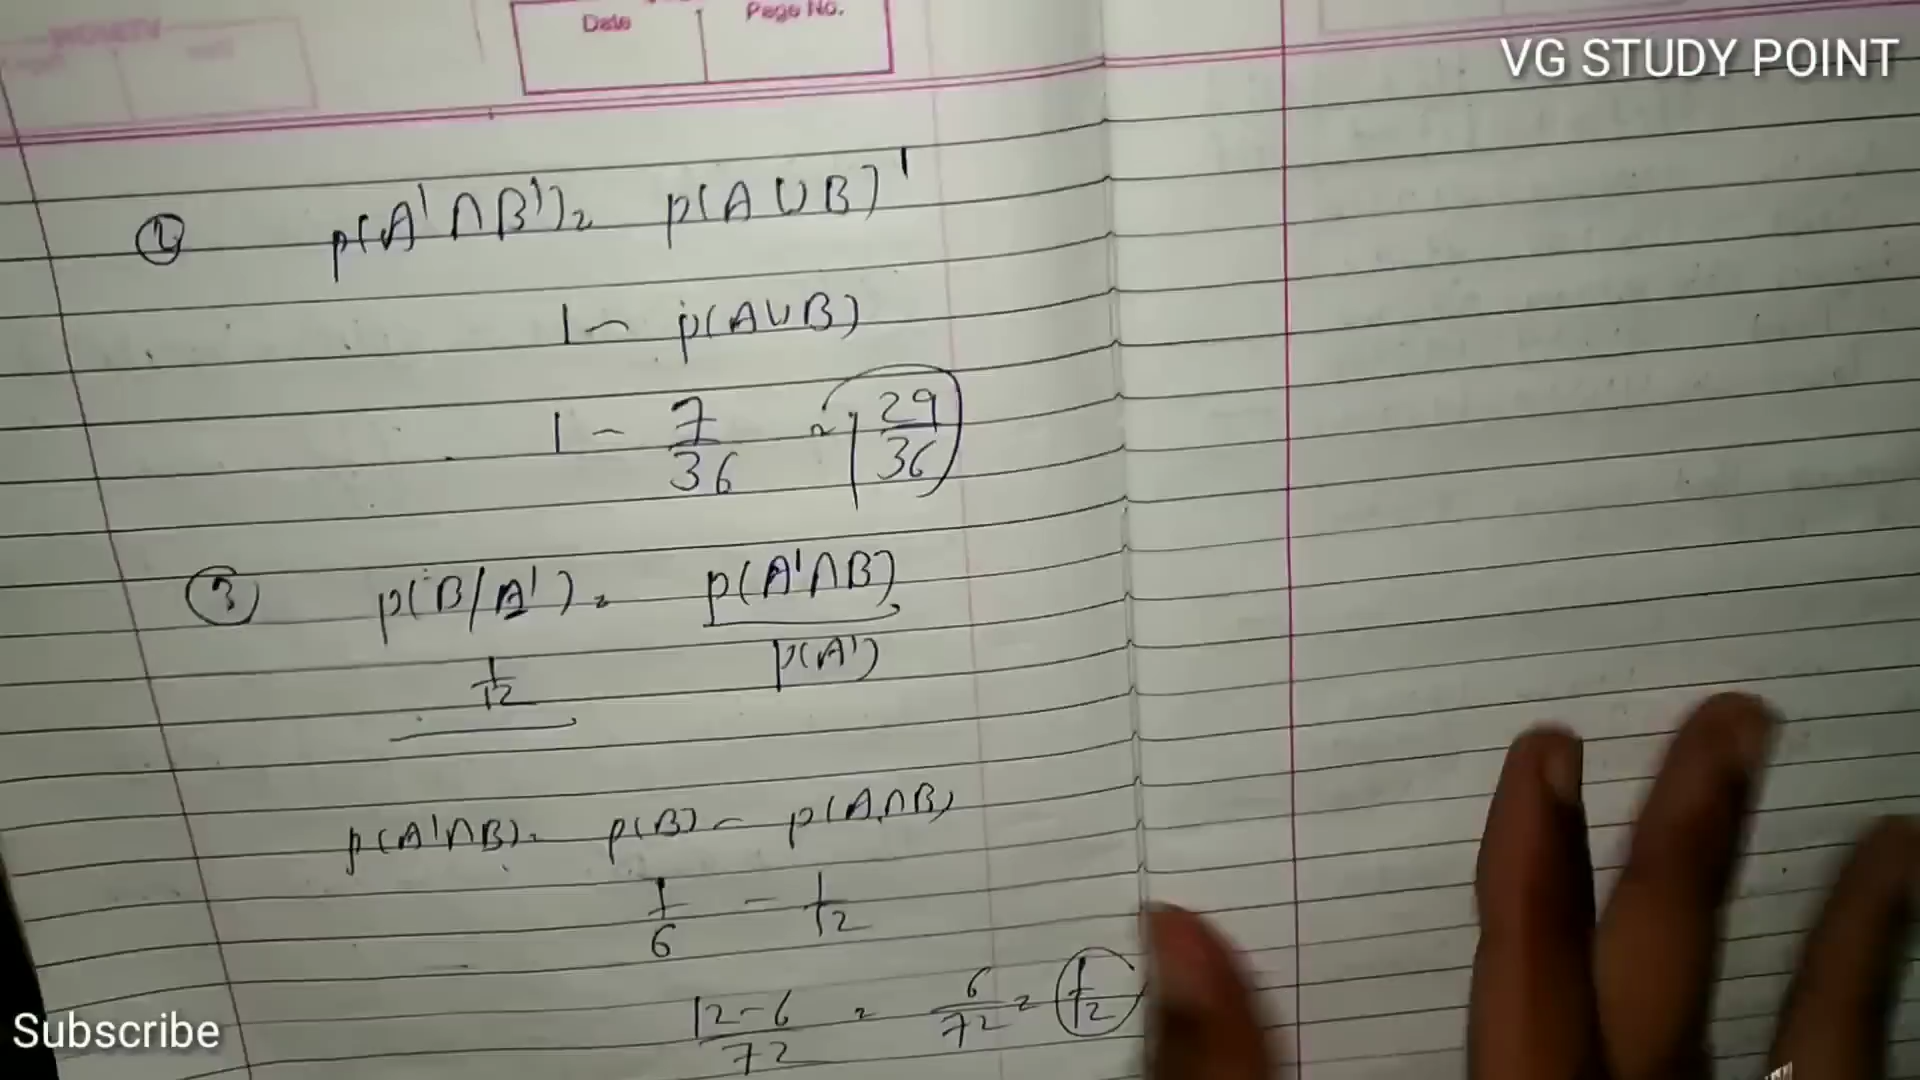 Date Page No.
VG STUDY POINT
② p(A'∩B') = p(A∪B)'
1 - p(A∪B)
1 - 7/36 = 29/36
③ p(B/A') = p(A'∩B)/p(A')
1/12
p(A'∩B) = p(B) - p(A∩B)
1/6 - 1/12
12-6/72 = 6/72 = 1/12
Subscribe